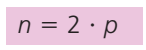 n = 2 · p